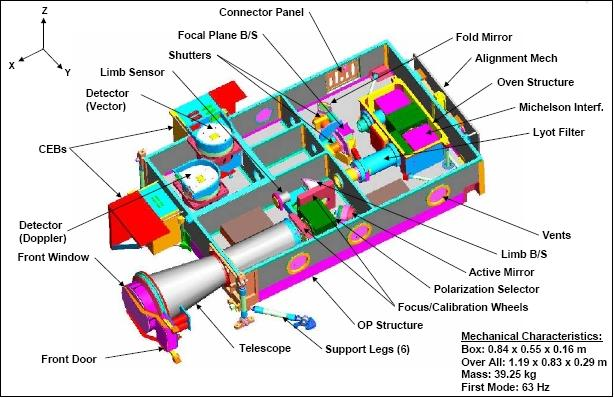 Z
X
Y
Connector Panel
Focal Plane B/S
Shutters
Limb Sensor
Detector
(Vector)
CEBs
Detector
(Doppler)
Front Window
Front Door
Telescope
Support Legs (6)
OP Structure
Focus/Calibration Wheels
Polarization Selector
Active Mirror
Limb B/S
Vents
Lyot Filter
Michelson Interf.
Oven Structure
Alignment Mech
Fold Mirror
Mechanical Characteristics:
Box: 0.84 x 0.55 x 0.16 m
Over All: 1.19 x 0.83 x 0.29 m
Mass: 39.25 kg
First Mode: 63 Hz